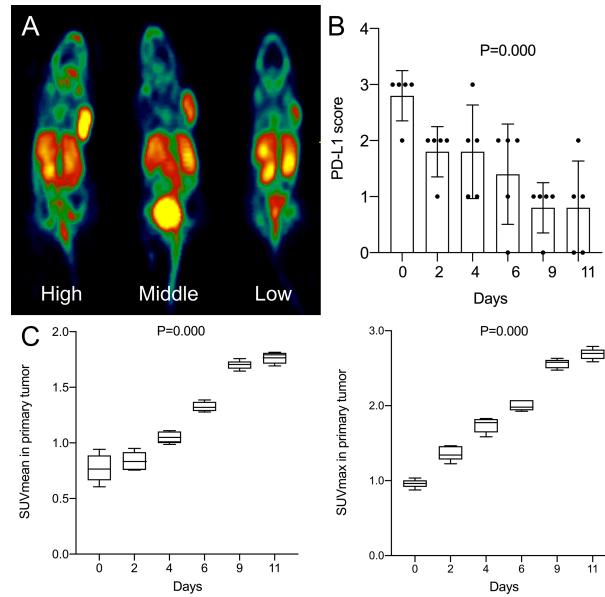 A
High Middle Low
B
P=0.000
PD-L1 score
4
3
2
1
0
0 2 4 6 9 11
Days
C
P=0.000
SUVmean in primary tumor
2.0
1.5
1.0
0.5
0.0
0 2 4 6 9 11
Days
P=0.000
SUVmax in primary tumor
3.0
2.0
1.0
0.0
0 2 4 6 9 11
Days